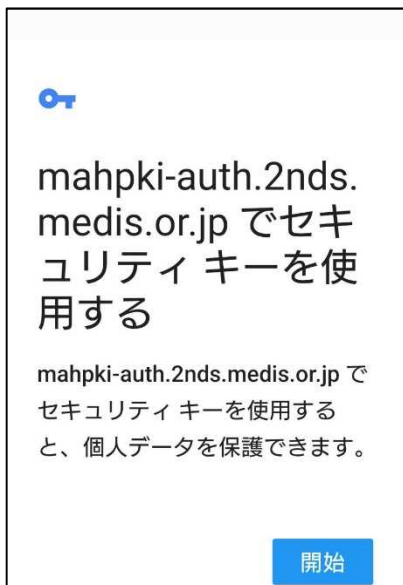 mahpki-auth.2nds.
medis.or.jp でセキ
ュリティ キーを使
用する
mahpki-auth.2nds.medis.or.jp で
セキュリティ キーを使用する
と、個人データを保護できます。
開始